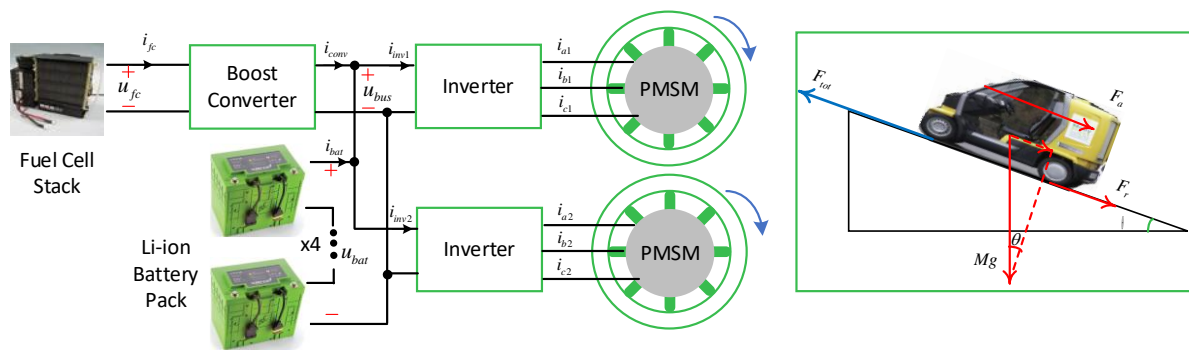 i_fc
+
u_fc
−
Fuel Cell
Stack
Boost
Converter
i_conv
i_inv1
+
u_bus
−
Inverter
i_a1
i_b1
i_c1
PMSM
i_bat
+
x4
u_bat
−
Li-ion
Battery
Pack
i_inv2
Inverter
i_a2
i_b2
i_c2
PMSM
F_tot
F_a
F_r
θ
Mg